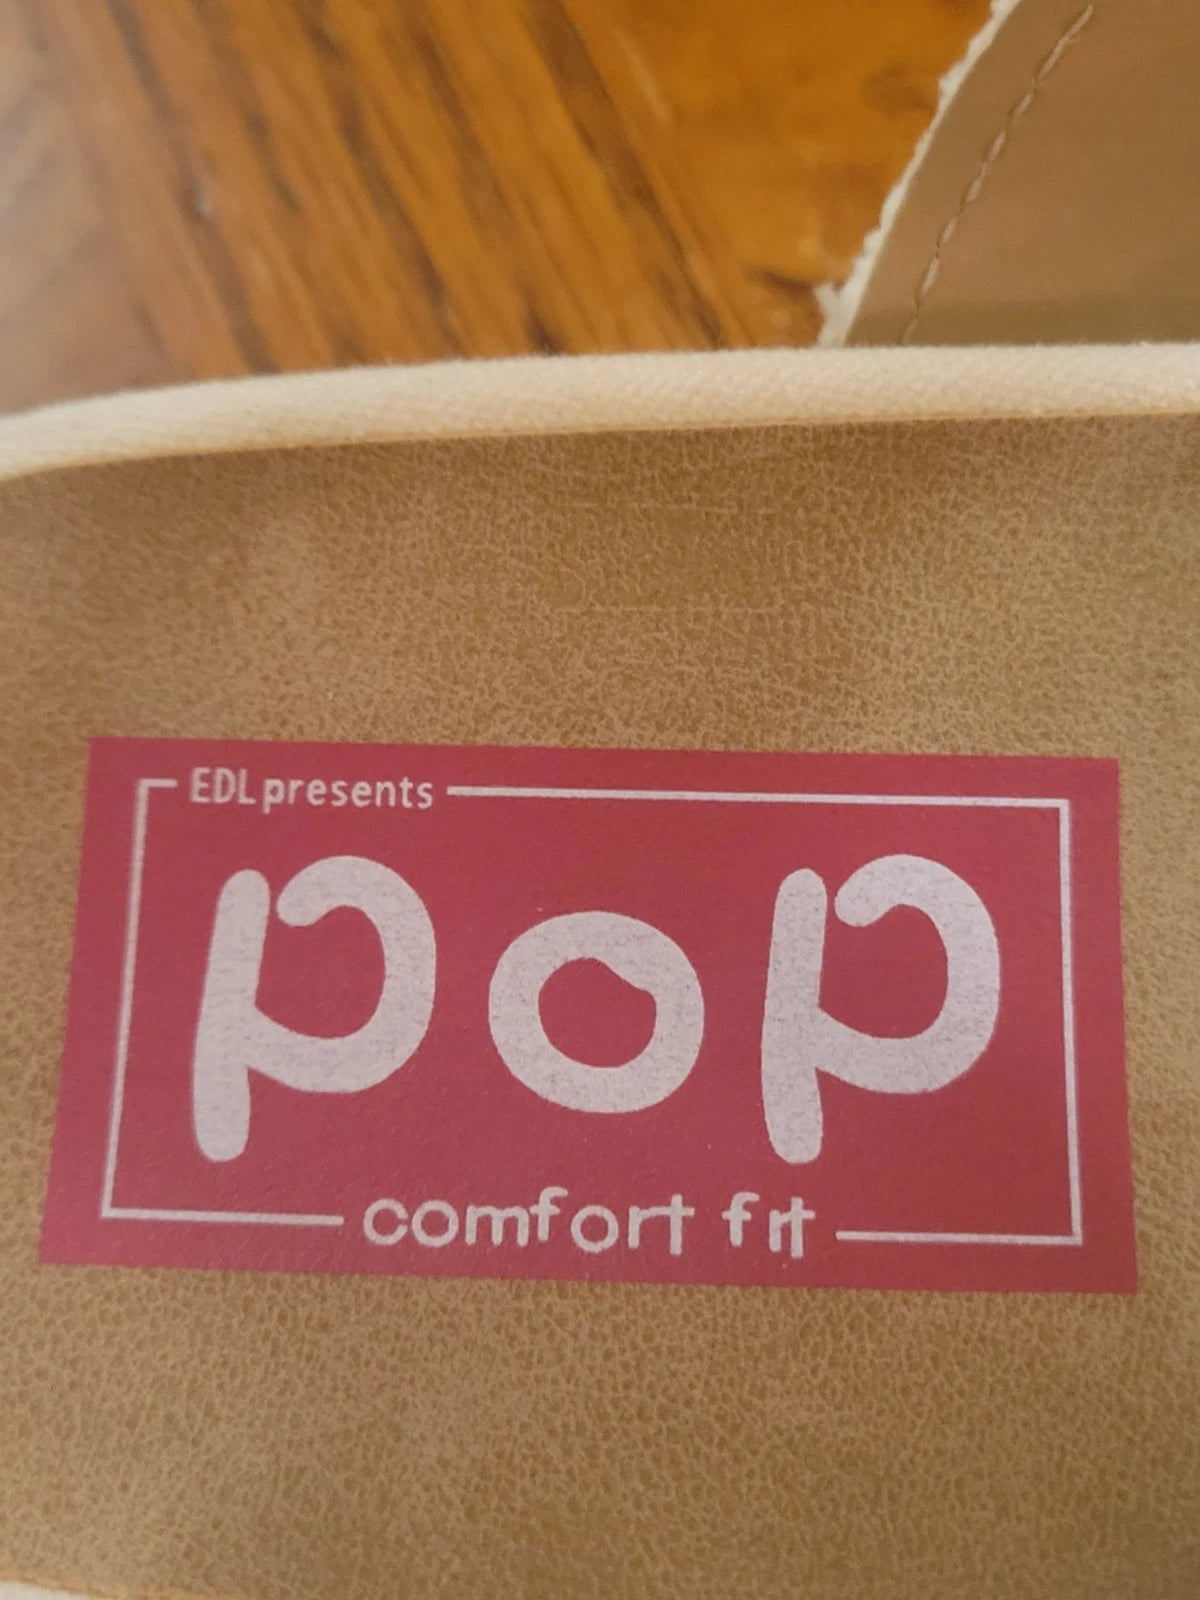 EDL presents
pop
comfort fit